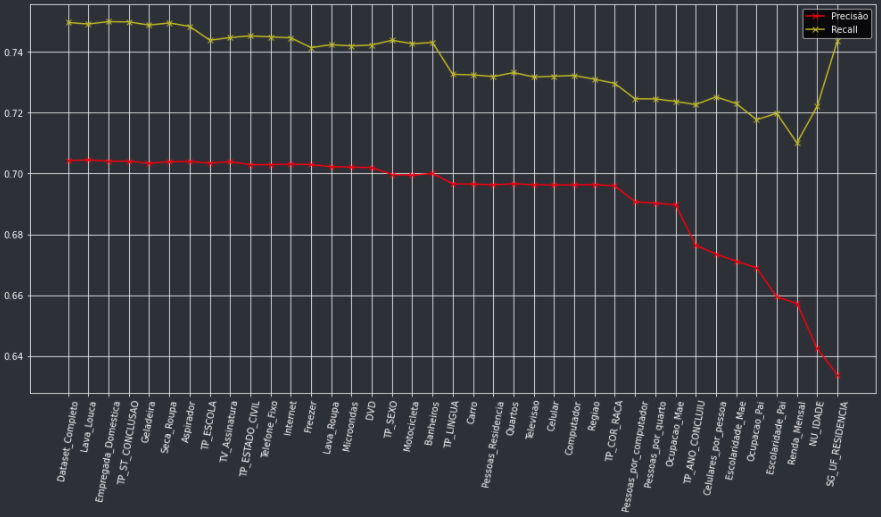 Precisão
Recall
0.74
0.72
0.70
0.68
0.66
0.64
Dataset_Completo
Lava_Louca
Empregada_Domestica
TP_ST_CONCLUSAO
Geladeira
Seca_Roupa
Aspirador
TP_ESCOLA
TV_Assinatura
TP_ESTADO_CIVIL
Telefone_Fixo
Internet
Freezer
Lava_Roupa
Microondas
DVD
TP_SEXO
Motocicleta
Banheiros
TP_LINGUA
Carro
Pessoas_Residencia
Quartos
Televisao
Celular
Computador
Regiao
TP_COR_RACA
Pessoas_por_computador
Pessoas_por_quarto
Ocupacao_Mae
TP_ANO_CONCLUIU
Celulares_por_pessoa
Escolaridade_Mae
Ocupacao_Pai
Escolaridade_Pai
Renda_Mensal
NU_IDADE
SG_UF_RESIDENCIA